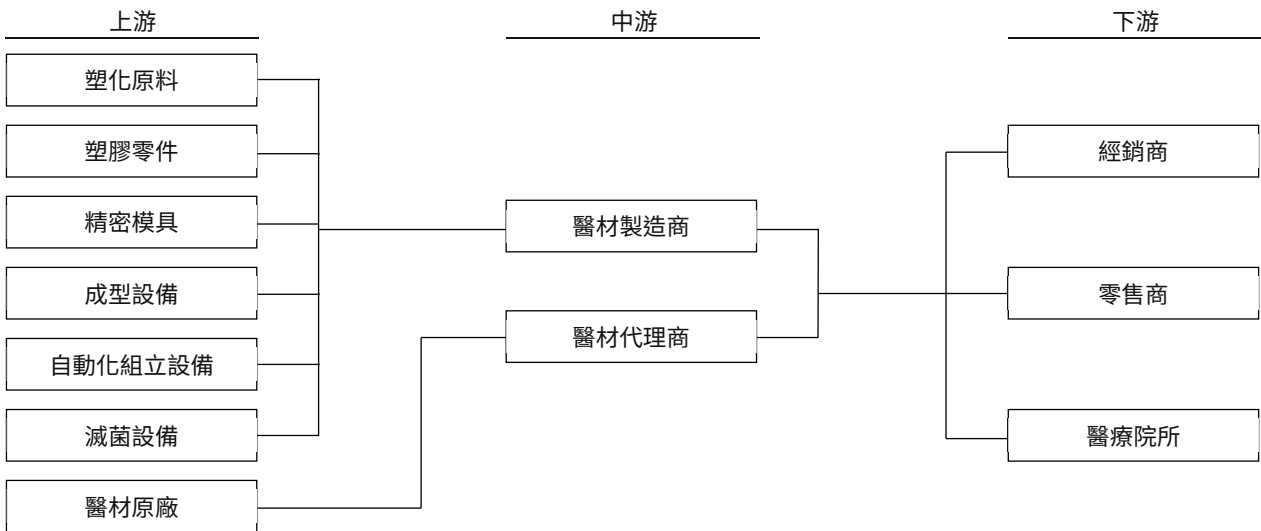 上游
中游
下游
塑化原料
塑膠零件
精密模具
成型設備
自動化組立設備
滅菌設備
醫材原廠
醫材製造商
醫材代理商
經銷商
零售商
醫療院所